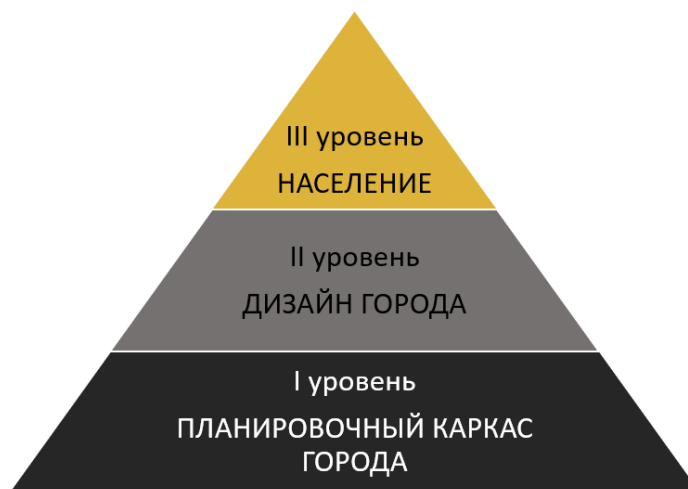 III уровень
НАСЕЛЕНИЕ
II уровень
ДИЗАЙН ГОРОДА
I уровень
ПЛАНИРОВОЧНЫЙ КАРКАС
ГОРОДА